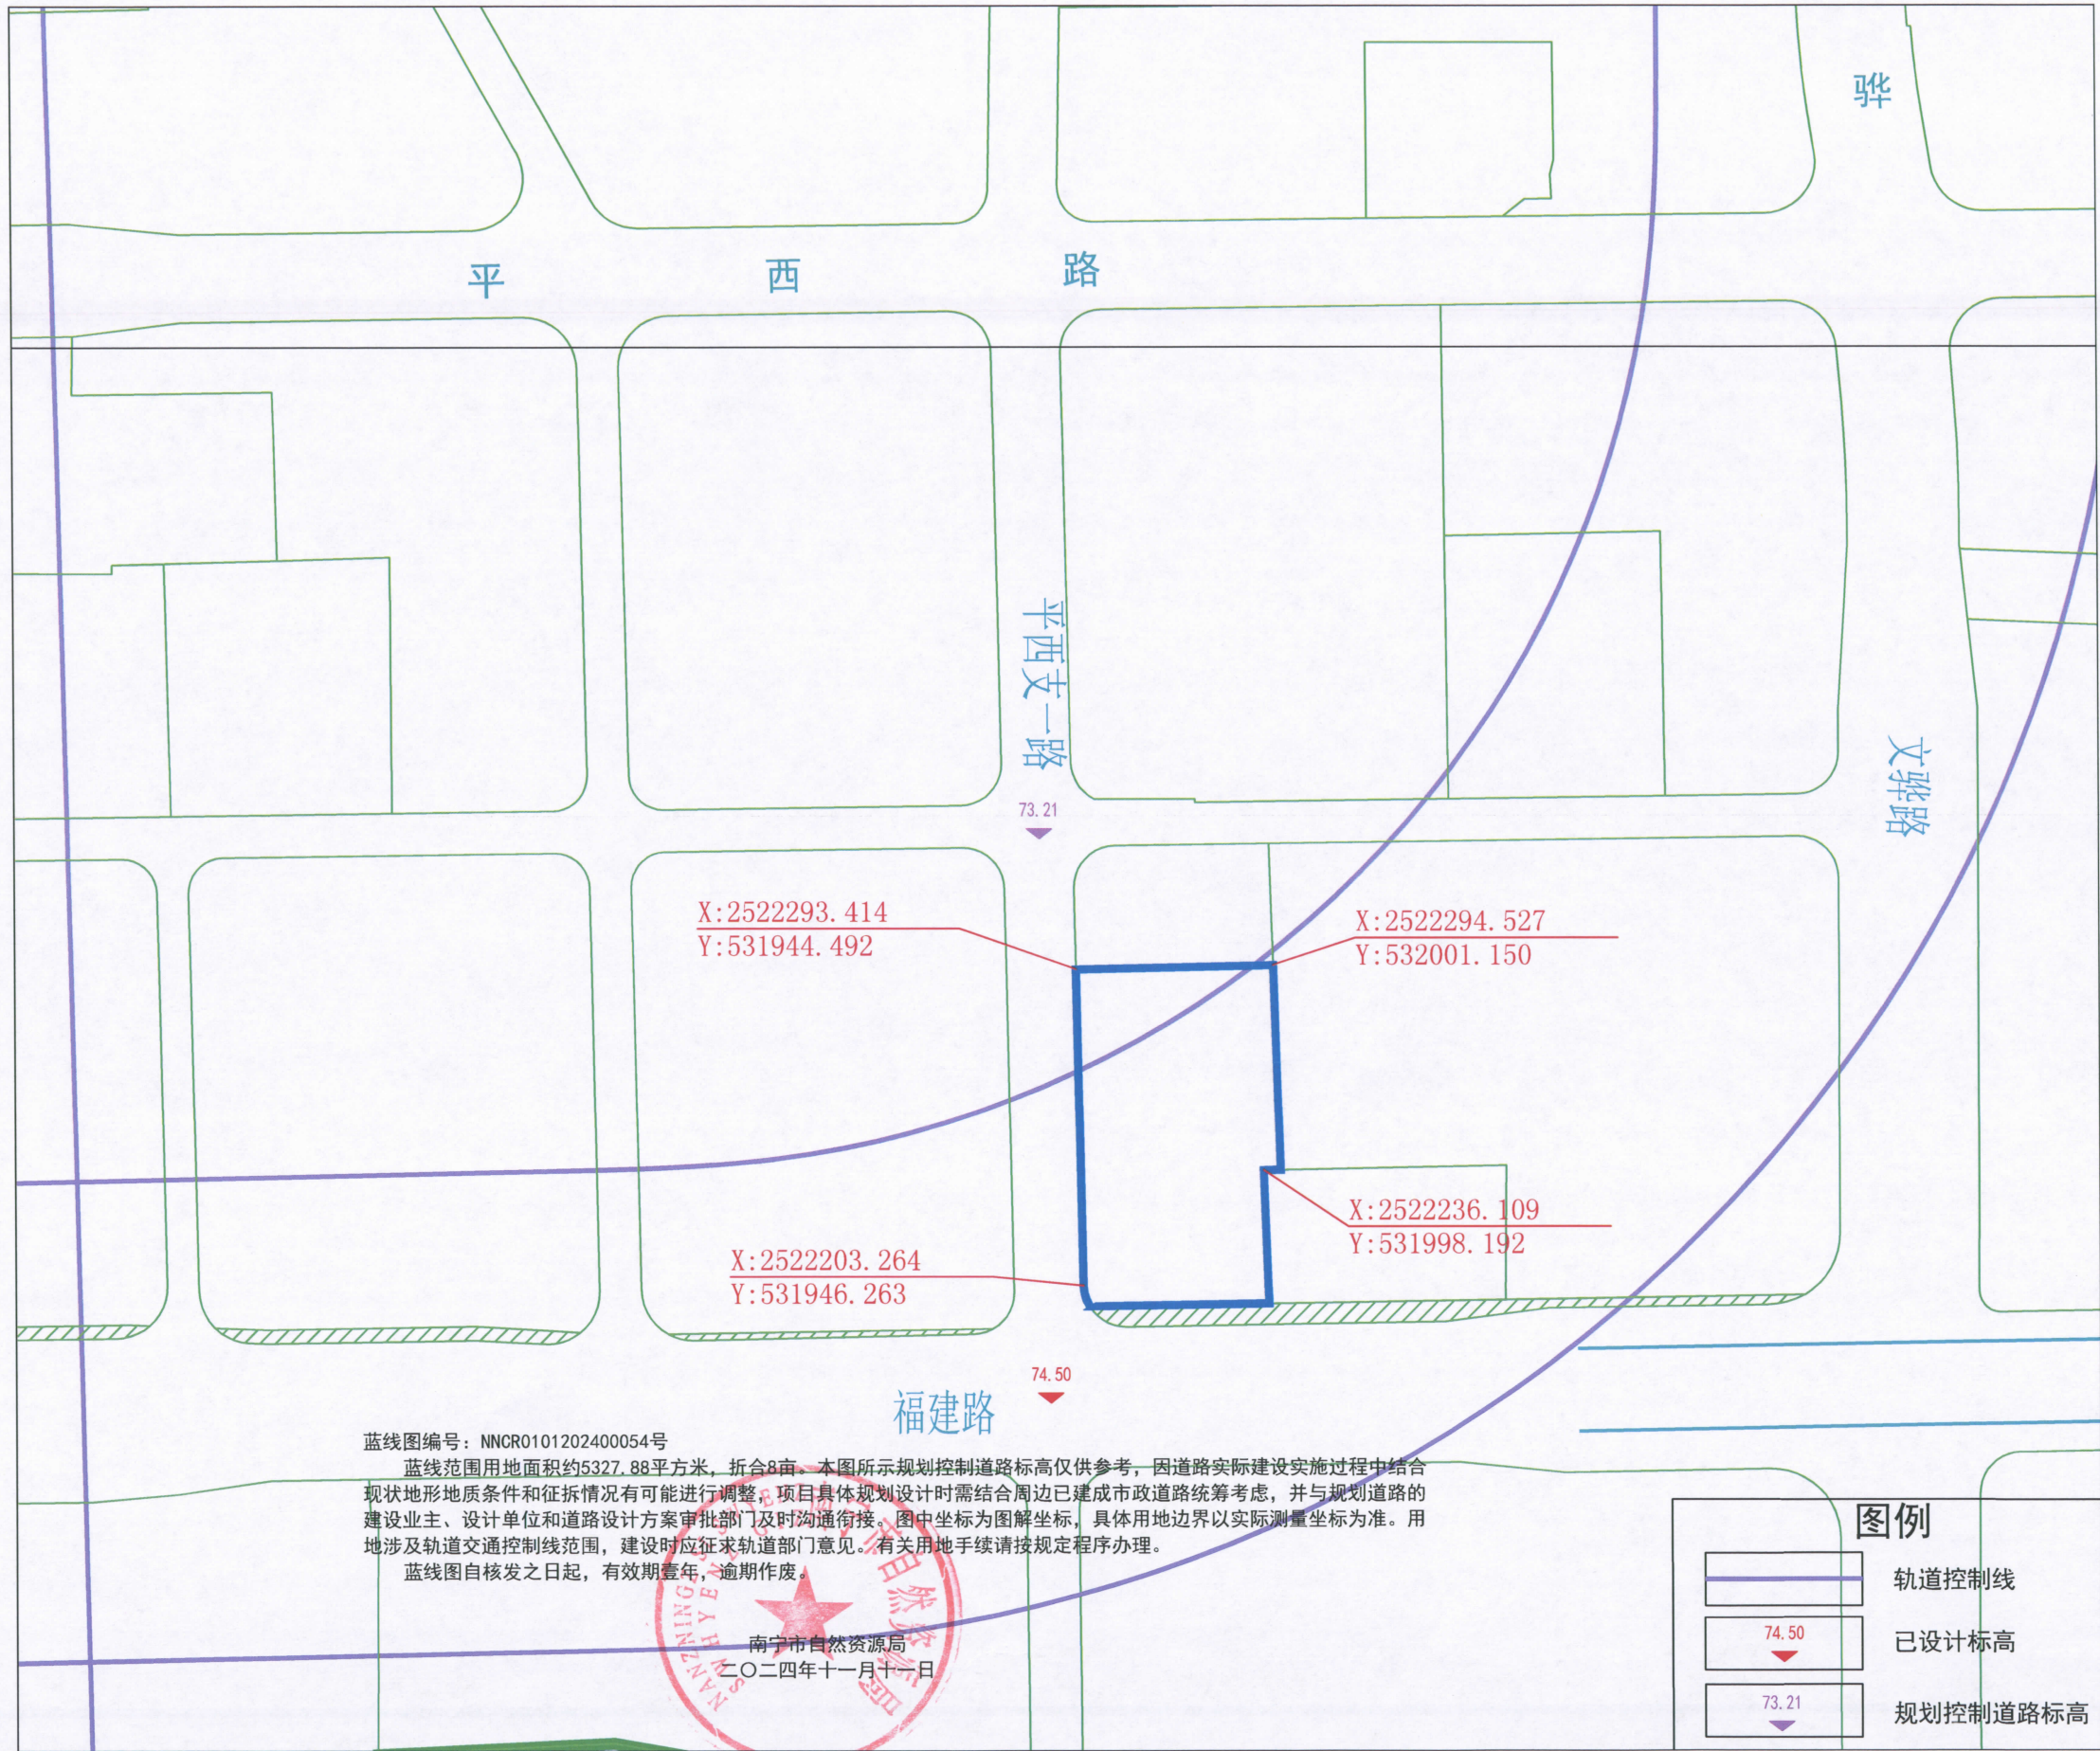 骅
平 西 路
平西支一路
文骅路
73.21
X:2522293.414
Y:531944.492
X:2522294.527
Y:532001.150
X:2522236.109
Y:531998.192
X:2522203.264
Y:531946.263
74.50
福建路
蓝线图编号：NNCR0101202400054号
蓝线范围用地面积约5327.88平方米，折合8亩。本图所示规划控制道路标高仅供参考，因道路实际建设实施过程中结合
现状地形地质条件和征拆情况有可能进行调整，项目具体规划设计时需结合周边已建成市政道路统筹考虑，并与规划道路的
建设业主、设计单位和道路设计方案审批部门及时沟通衔接。图中坐标为图解坐标，具体用地边界以实际测量坐标为准。用
地涉及轨道交通控制线范围，建设时应征求轨道部门意见。有关用地手续请按规定程序办理。
蓝线图自核发之日起，有效期壹年，逾期作废。
南宁市自然资源局
二〇二四年十一月十一日
图例
轨道控制线
74.50
已设计标高
73.21
规划控制道路标高